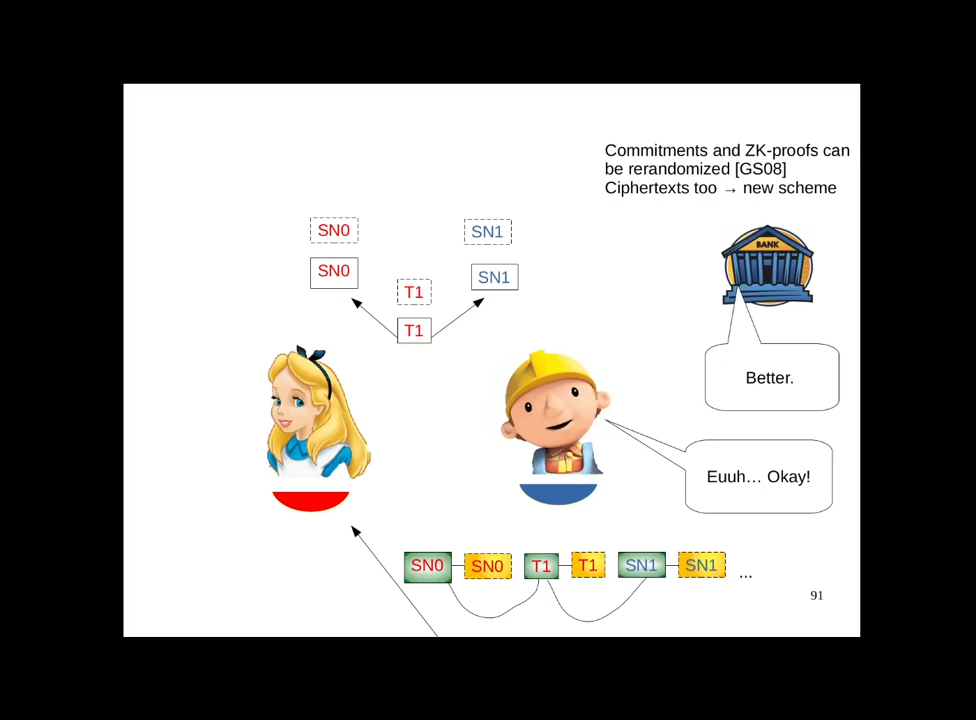 Commitments and ZK-proofs can
be rerandomized [GS08]
Ciphertexts too → new scheme
SN0
SN1
SN0
SN1
T1
T1
BANK
Better.
Euuh... Okay!
SN0 SN0 T1 T1 SN1 SN1 ...
91